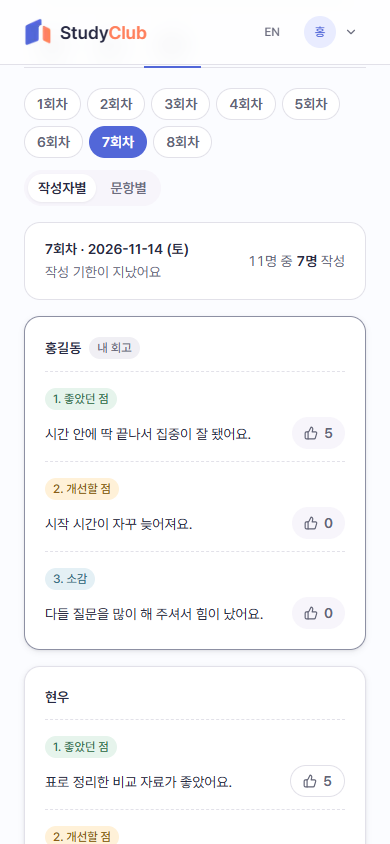 StudyClub
EN
홍
1회차
2회차
3회차
4회차
5회차
6회차
7회차
8회차
작성자별
문항별
7회차 · 2026-11-14 (토)
작성 기한이 지났어요
11명 중 7명 작성
홍길동
내 회고
1. 좋았던 점
시간 안에 딱 끝나서 집중이 잘 됐어요.
5
2. 개선할 점
시작 시간이 자꾸 늦어져요.
0
3. 소감
다들 질문을 많이 해 주셔서 힘이 났어요.
0
현우
1. 좋았던 점
표로 정리한 비교 자료가 좋았어요.
5
2. 개선할 점